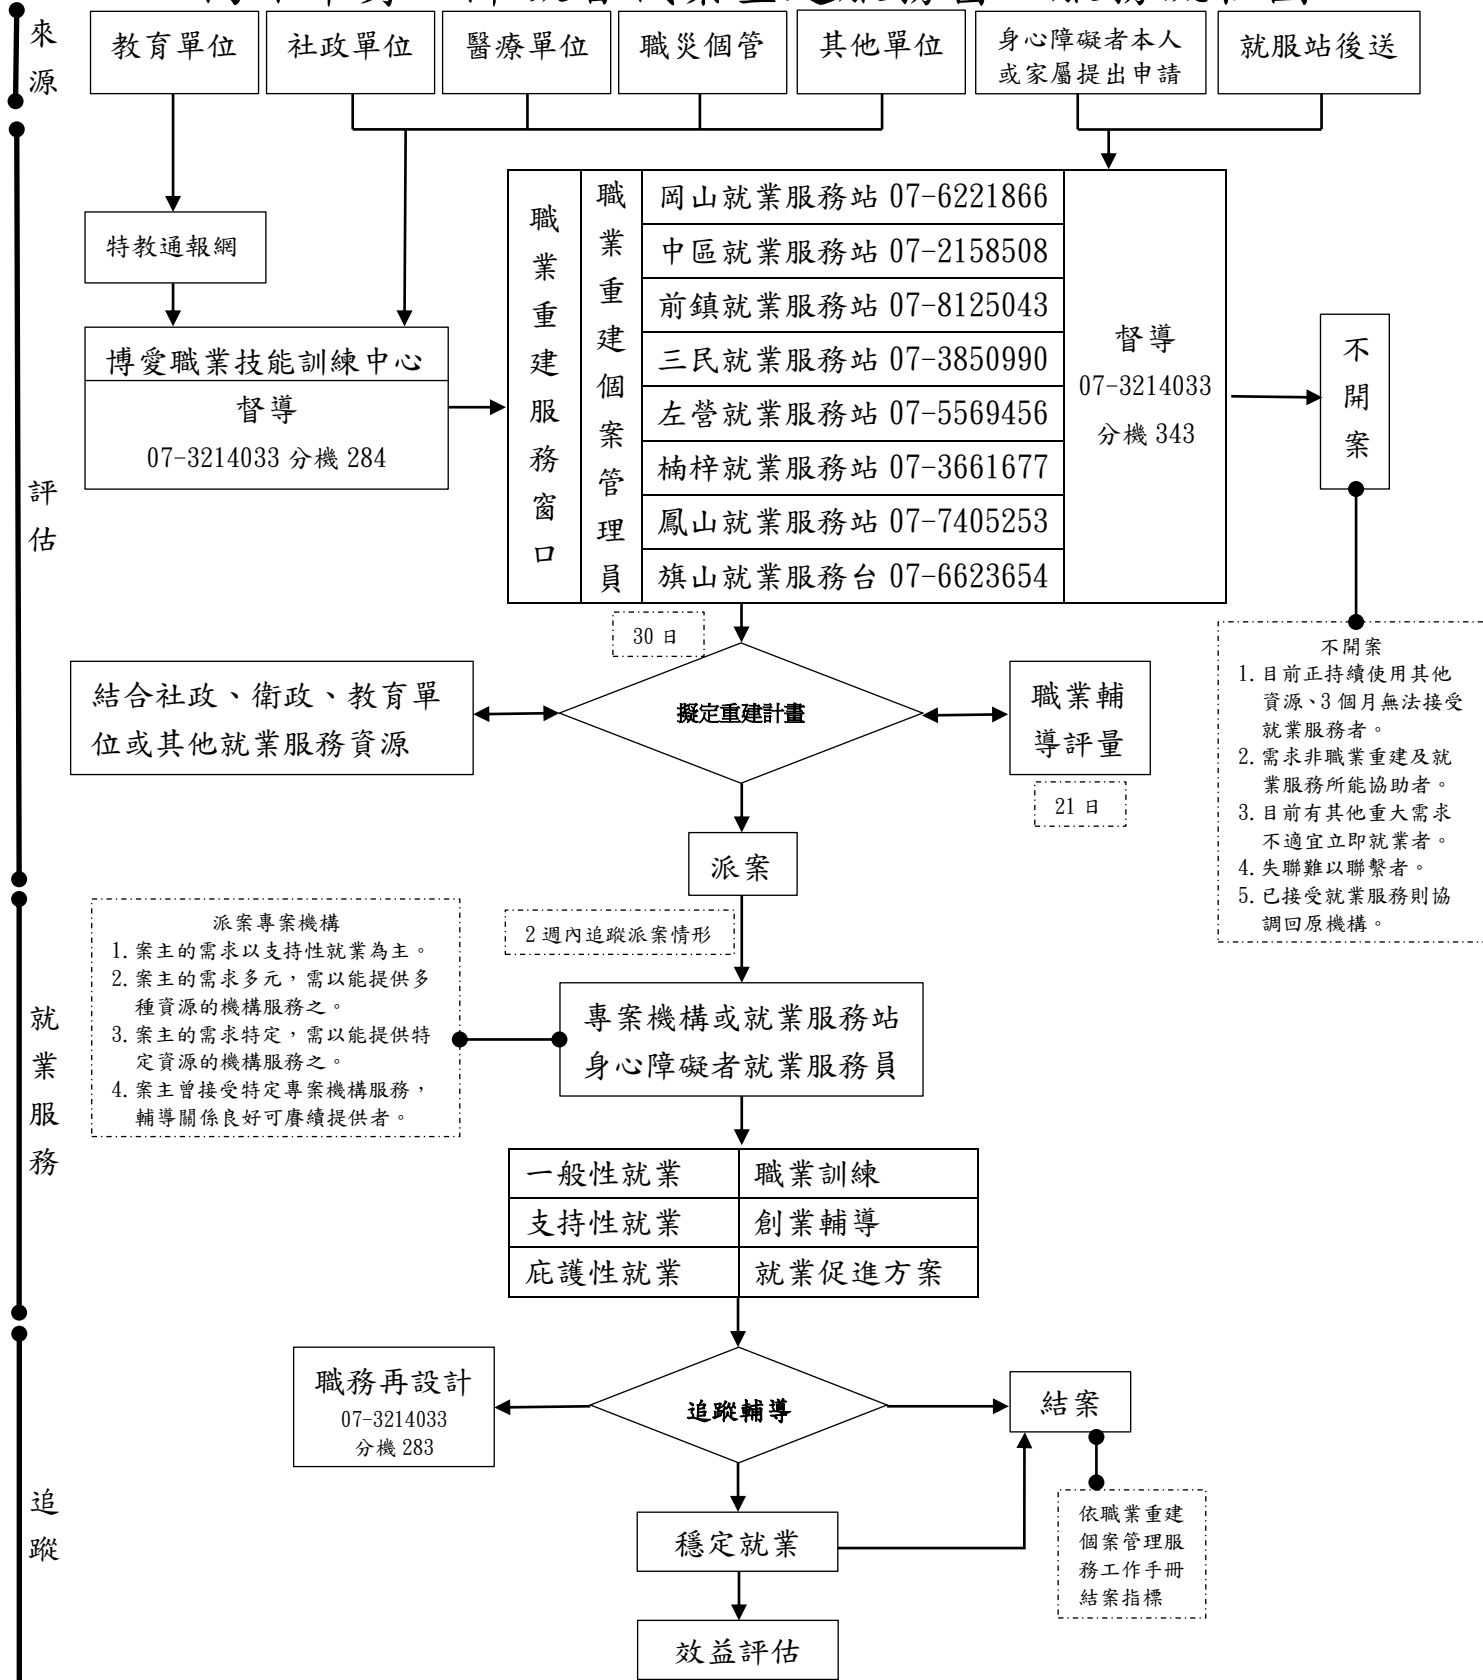 來源
教育單位
社政單位
醫療單位
職災個管
其他單位
身心障礙者本人
或家屬提出申請
就服站後送
評估
特教通報網
博愛職業技能訓練中心
督導
07-3214033 分機 284
職業重建服務窗口
職業重建個案管理員
岡山就業服務站 07-6221866
中區就業服務站 07-2158508
前鎮就業服務站 07-8125043
三民就業服務站 07-3850990
左營就業服務站 07-5569456
楠梓就業服務站 07-3661677
鳳山就業服務站 07-7405253
旗山就業服務台 07-6623654
督導
07-3214033
分機 343
不開案
30 日
結合社政、衛政、教育單
位或其他就業服務資源
擬定重建計畫
職業輔
導評量
21 日
不開案
1. 目前正持續使用其他
資源、3 個月無法接受
就業服務者。
2. 需求非職業重建及就
業服務所能協助者。
3. 目前有其他重大需求
不適宜立即就業者。
4. 失聯難以聯繫者。
5. 已接受就業服務則協
調回原機構。
派案
就業服務
派案專案機構
1. 案主的需求以支持性就業為主。
2. 案主的需求多元，需以能提供多
種資源的機構服務之。
3. 案主的需求特定，需以能提供特
定資源的機構服務之。
4. 案主曾接受特定專案機構服務，
輔導關係良好可賡續提供者。
2 週內追蹤派案情形
專案機構或就業服務站
身心障礙者就業服務員
一般性就業
職業訓練
支持性就業
創業輔導
庇護性就業
就業促進方案
追蹤
職務再設計
07-3214033
分機 283
追蹤輔導
結案
穩定就業
依職業重建
個案管理服
務工作手冊
結案指標
效益評估